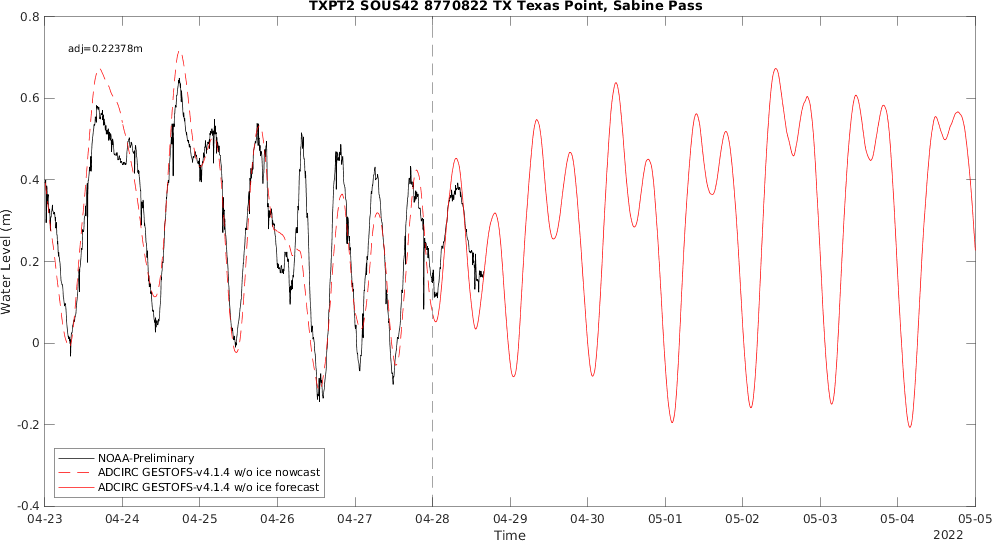 TXPT2 SOUS42 8770822 TX Texas Point, Sabine Pass
adj=0.22378m
0.8
0.6
0.4
0.2
0
-0.2
-0.4
Water Level (m)
NOAA-Preliminary
ADCIRC GESTOFS-v4.1.4 w/o ice nowcast
ADCIRC GESTOFS-v4.1.4 w/o ice forecast
04-23 04-24 04-25 04-26 04-27 04-28 04-29 04-30 05-01 05-02 05-03 05-04 05-05
Time
2022